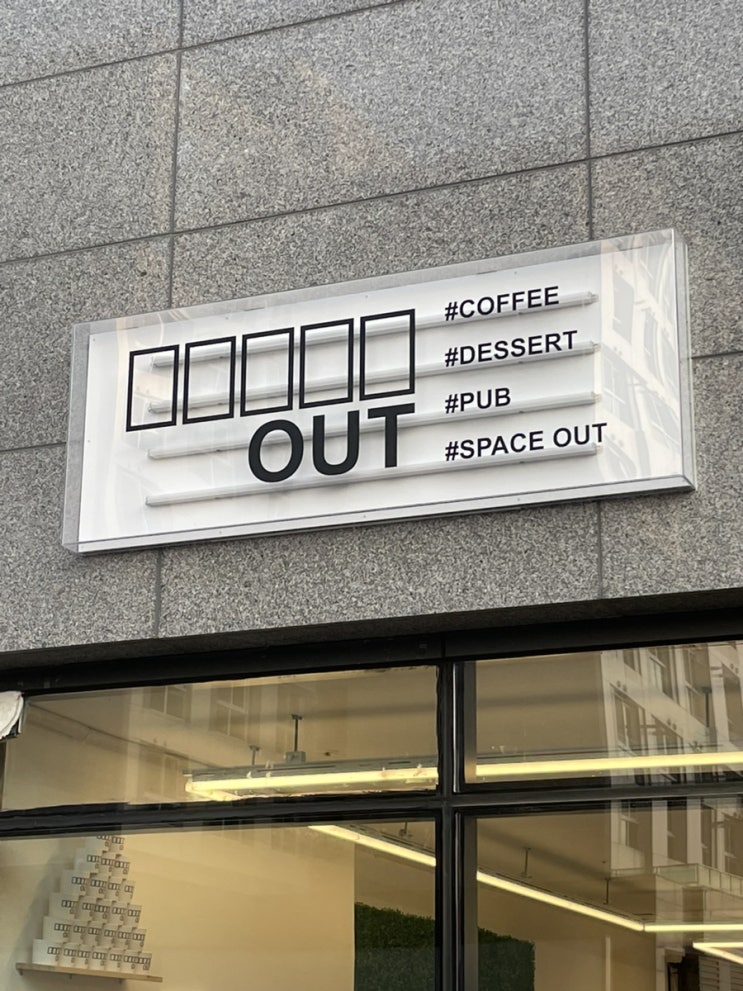 ▯▯▯▯▯
OUT
#COFFEE
#DESSERT
#PUB
#SPACE OUT